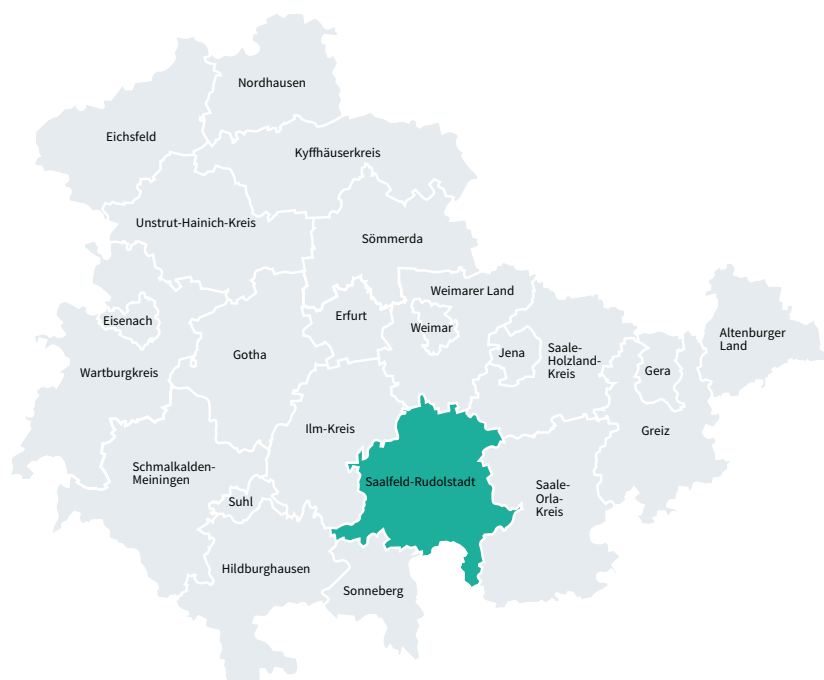 Nordhausen
Eichsfeld
Kyffhäuserkreis
Unstrut-Hainich-Kreis
Sömmerda
Weimarer Land
Eisenach
Erfurt
Weimar
Altenburger
Land
Gotha
Jena
Saale-
Holzland-
Kreis
Gera
Wartburgkreis
Ilm-Kreis
Greiz
Schmalkalden-
Meiningen
Saalfeld-Rudolstadt
Saale-
Orla-
Kreis
Suhl
Hildburghausen
Sonneberg